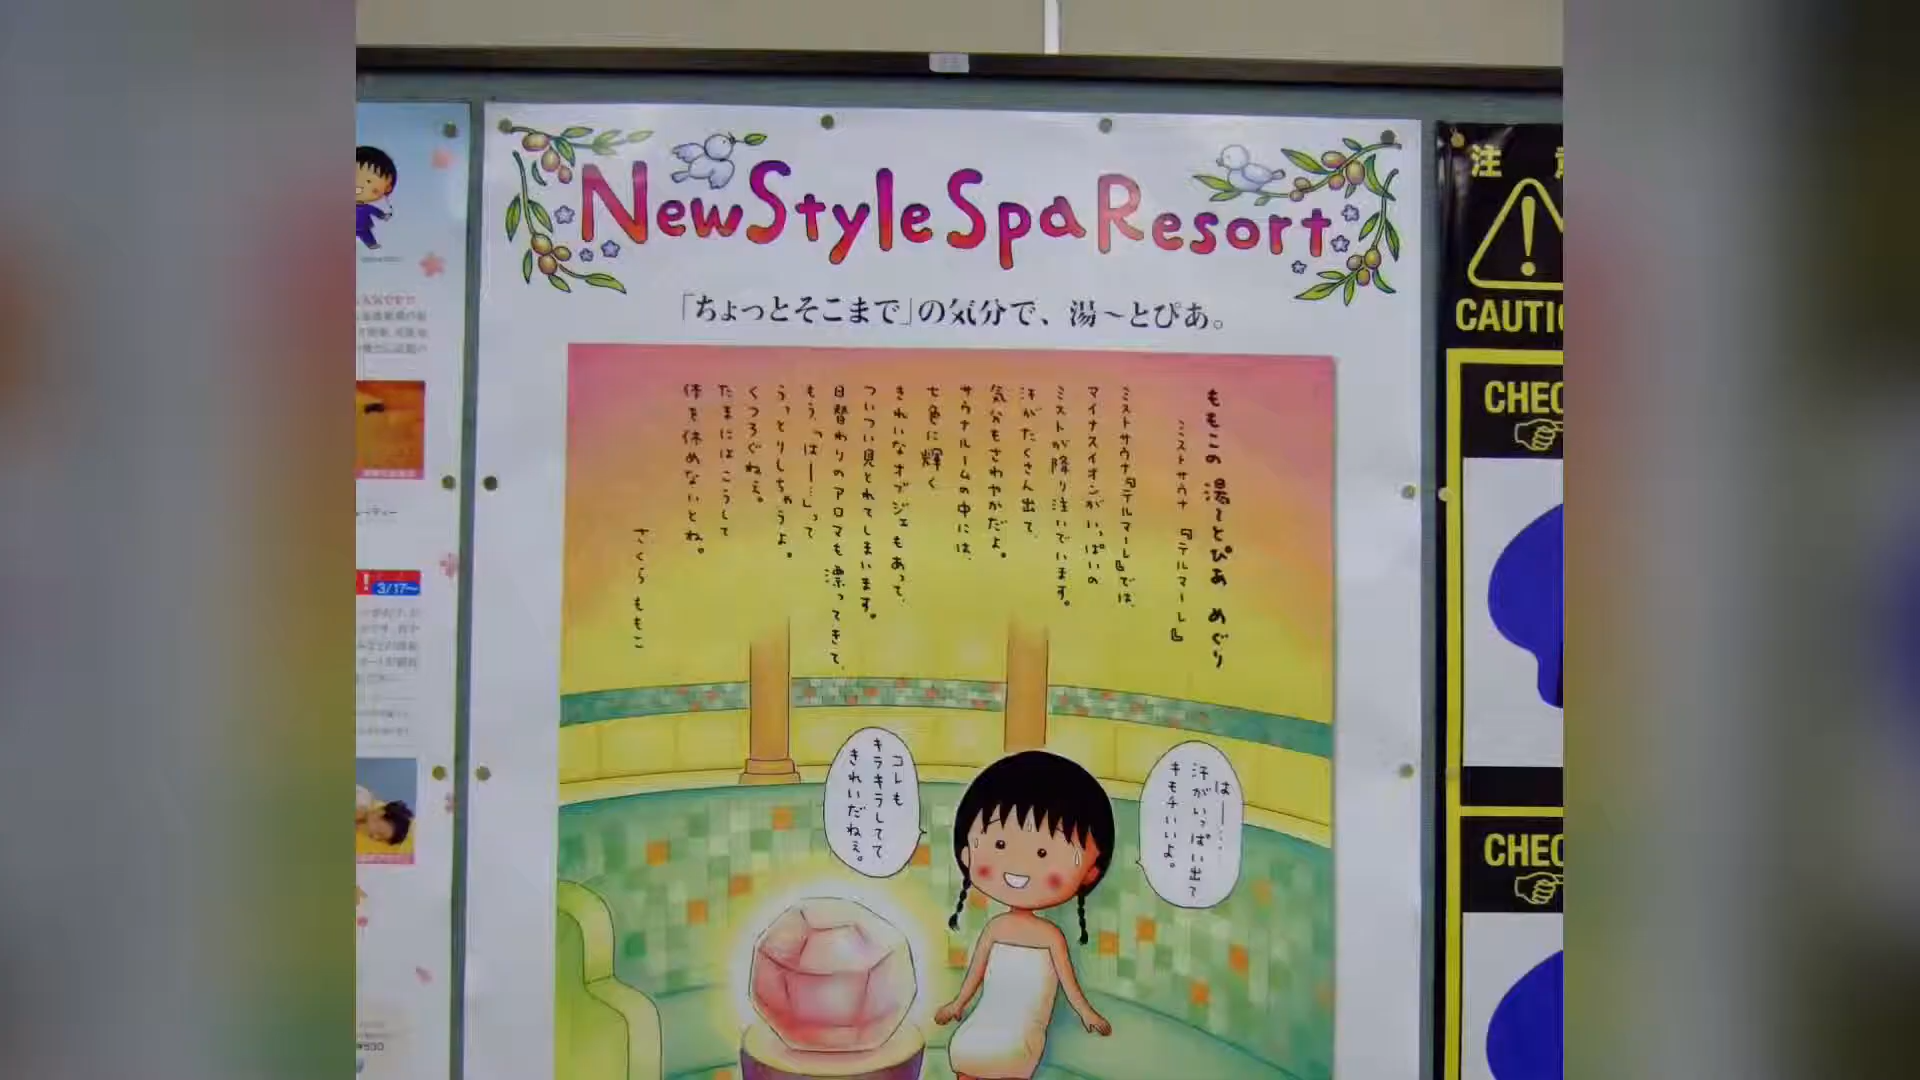 New Style Spa Resort
「ちょっとそこまで」の気分で、湯〜とぴあ。
ももこの湯〜とぴあ めぐり
ミストサウナ『テルマーレ』
ミストサウナ『テルマーレ』では、
マイナスイオンがいっぱいの
ミストが降り注いでいます。
汗がたくさん出て、
気分もさわやかだよ。
サウナルームの中には、
七色に輝く
きれいなオブジェもあって、
ついつい見とれてしまいます。
日替わりのアロマも漂ってきて、
もう、「はー…」って
うっとりしちゃうよ。
くつろぐねえ。
たまにはこうして
体を休めないとね。
さくらももこ
はー…
汗がいっぱい出て
キモチいいよ。
コレも
キラキラしてて
きれいだねぇ。
注
CAUTI
CHEC
CHEC
3/17〜
¥530